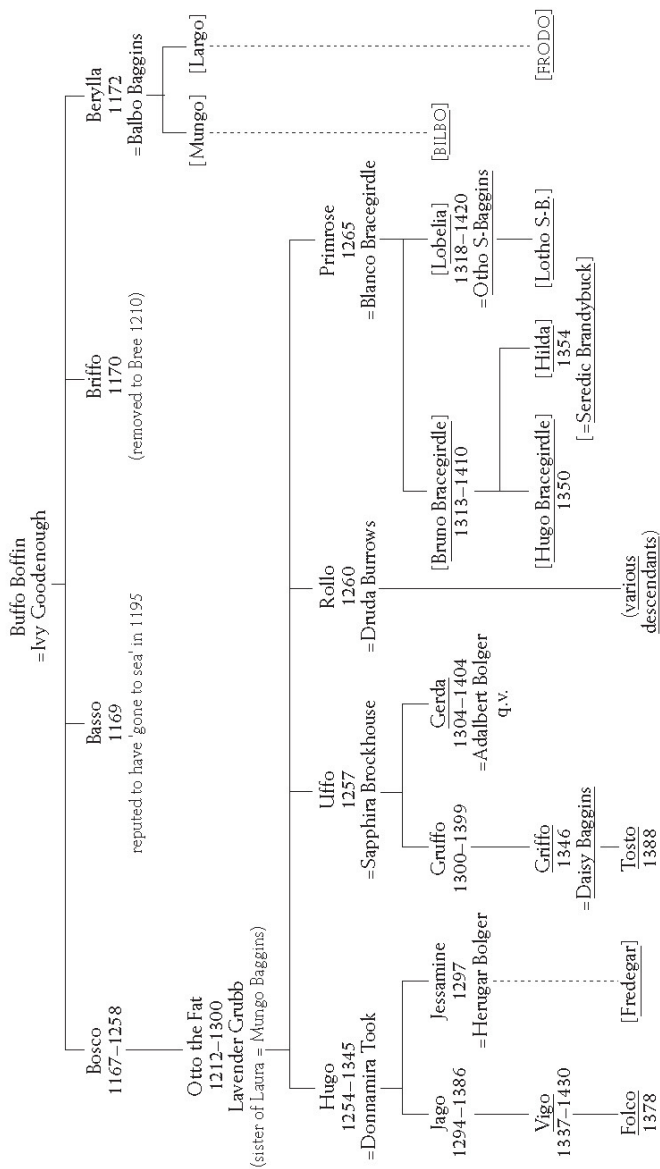 Buffo Boffin
=Ivy Goodenough
Bosco
1167–1258
Basso
1169
reputed to have 'gone to sea' in 1195
Briffo
1170
(removed to Bree 1210)
Berylla
1172
=Balbo Baggins
Otto the Fat
1212–1300
Lavender Grubb
(sister of Laura = Mungo Baggins)
[Mungo]
[Largo]
Hugo
1254–1345
=Donnamira Took
Uffo
1257
=Sapphira Brockhouse
Rollo
1260
=Druda Burrows
Primrose
1265
=Blanco Bracegirdle
Jago
1294–1386
Jessamine
1297
=Herugar Bolger
Gruffo
1300–1399
Gerda
1304–1404
=Adalbert Bolger
q.v.
[Bruno Bracegirdle]
1313–1410
[Lobelia]
1318–1420
=Otho S-Baggins
[BILBO]
Vigo
1337–1430
Griffo
1346
=Daisy Baggins
[Hugo Bracegirdle]
1350
[Hilda]
1354
[=Seredic Brandybuck]
[Lotho S-B.]
[FRODO]
Folco
1378
[Fredegar]
Tosto
1388
(various
descendants)